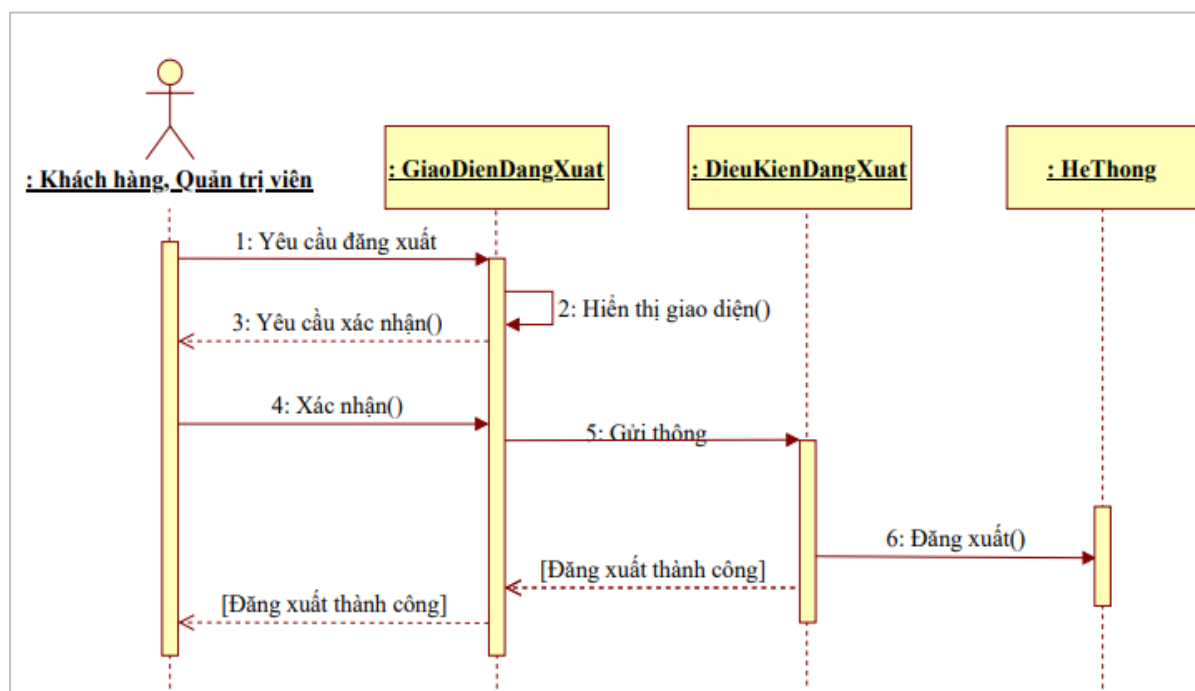 : Khách hàng, Quản trị viên
: GiaoDienDangXuat
: DieuKienDangXuat
: HeThong
1: Yêu cầu đăng xuất
2: Hiển thị giao diện()
3: Yêu cầu xác nhận()
4: Xác nhận()
5: Gửi thông
6: Đăng xuất()
[Đăng xuất thành công]
[Đăng xuất thành công]